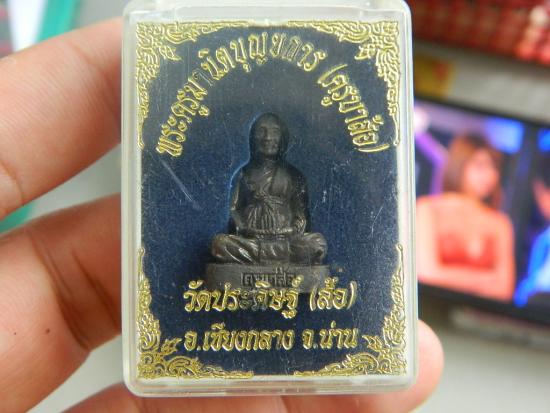 พระครูมานิตบุญยการ (ครูบาสือ)
วัดประดิษฐ์ (สื้อ)
อ.เชียงกลาง จ.น่าน